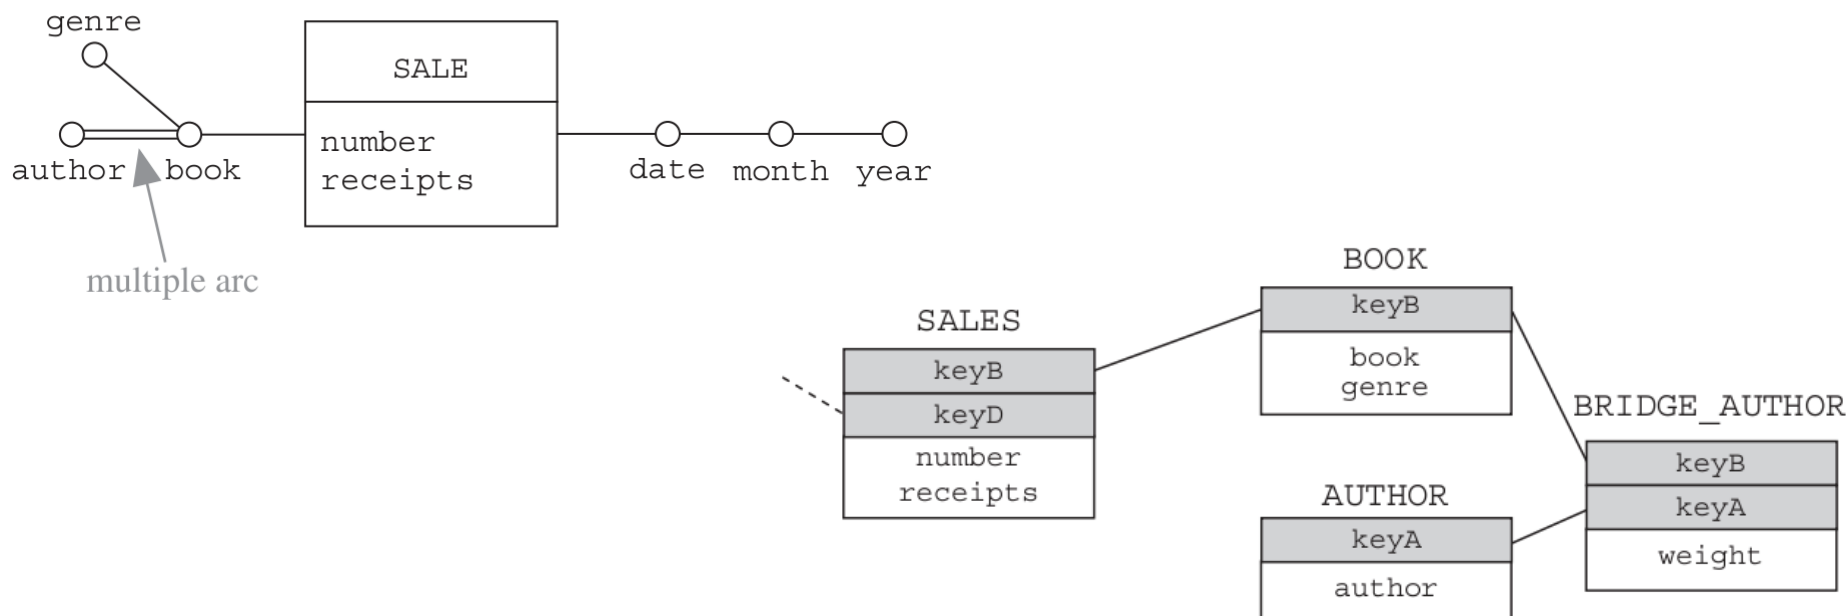 genre
SALE
number
receipts
author
book
date
month
year
multiple arc
BOOK
keyB
book
genre
SALES
keyB
keyD
number
receipts
BRIDGE_AUTHOR
keyB
keyA
weight
AUTHOR
keyA
author